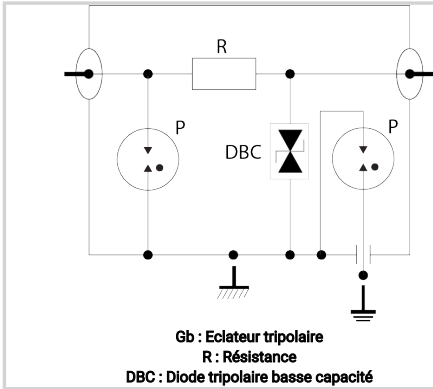 R
P
DBC
P
Gb : Eclateur tripolaire
R : Résistance
DBC : Diode tripolaire basse capacité